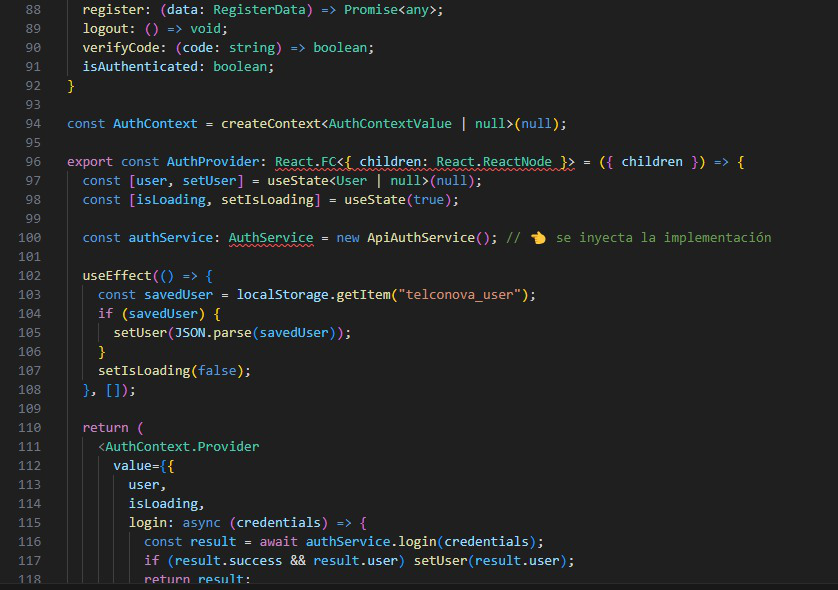 88 register: (data: RegisterData) => Promise<any>;
89 logout: () => void;
90 verifyCode: (code: string) => boolean;
91 isAuthenticated: boolean;
92 }
93
94 const AuthContext = createContext<AuthContextValue | null>(null);
95
96 export const AuthProvider: React.FC<{ children: React.ReactNode }> = ({ children }) => {
97 const [user, setUser] = useState<User | null>(null);
98 const [isLoading, setIsLoading] = useState(true);
99
100 const authService: AuthService = new ApiAuthService(); // 👈 se inyecta la implementación
101
102 useEffect(() => {
103 const savedUser = localStorage.getItem("telconova_user");
104 if (savedUser) {
105 setUser(JSON.parse(savedUser));
106 }
107 setIsLoading(false);
108 }, []);
109
110 return (
111 <AuthContext.Provider
112 value={{
113 user,
114 isLoading,
115 login: async (credentials) => {
116 const result = await authService.login(credentials);
117 if (result.success && result.user) setUser(result.user);
118 return result;